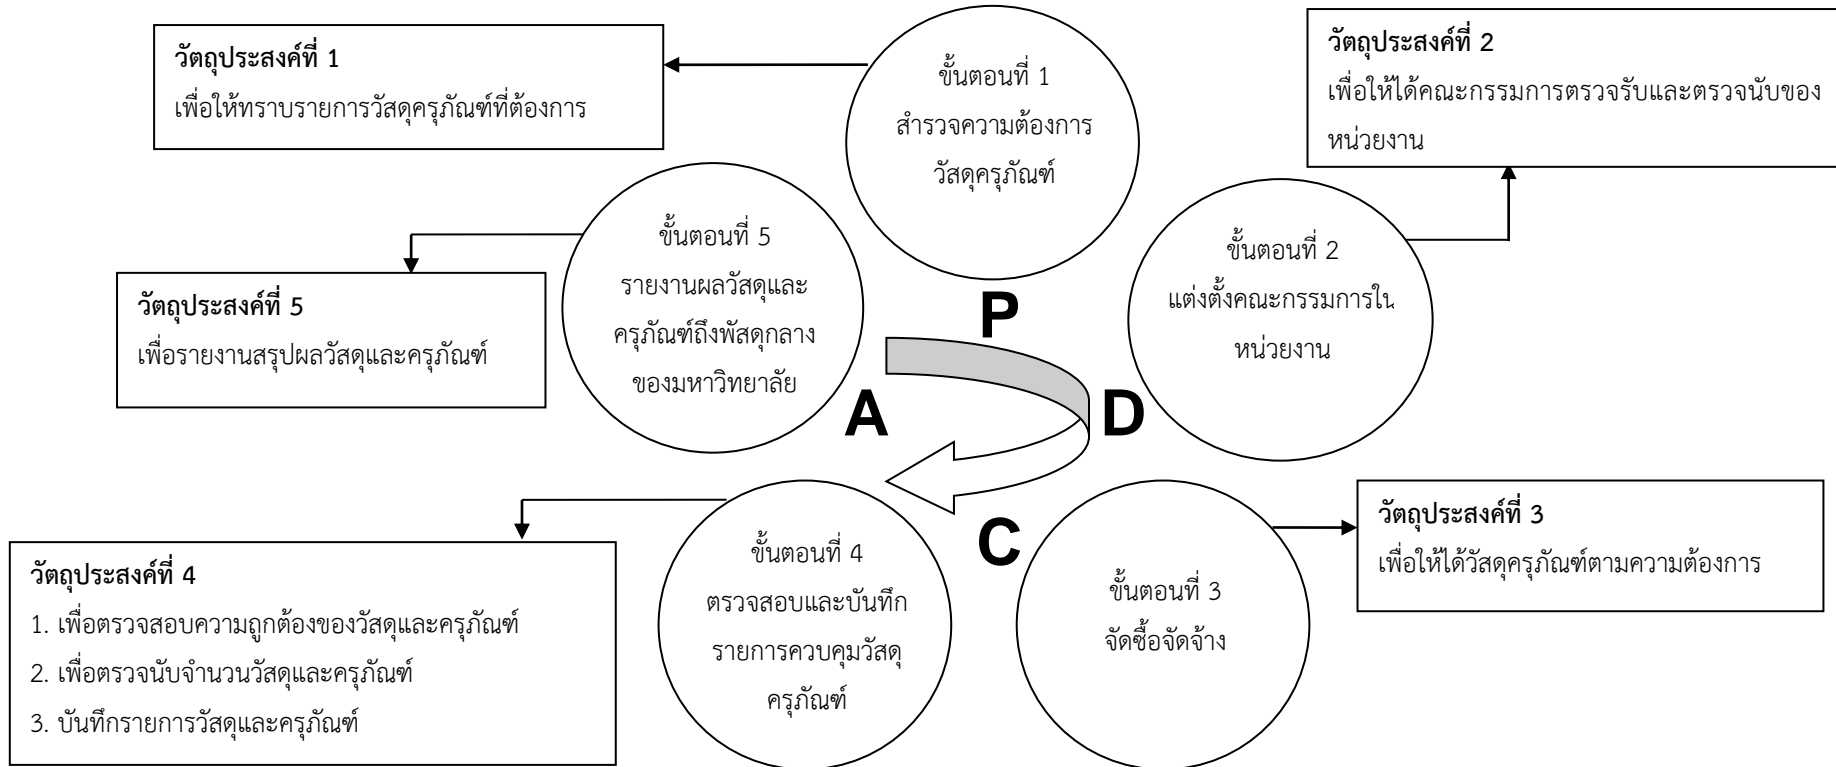 วัตถุประสงค์ที่ 1
เพื่อให้ทราบรายการวัสดุครุภัณฑ์ที่ต้องการ
ขั้นตอนที่ 1
สำรวจความต้องการ
วัสดุครุภัณฑ์
วัตถุประสงค์ที่ 2
เพื่อให้ได้คณะกรรมการตรวจรับและตรวจนับของ
หน่วยงาน
ขั้นตอนที่ 5
รายงานผลวัสดุและ
ครุภัณฑ์ถึงพัสดุกลาง
ของมหาวิทยาลัย
ขั้นตอนที่ 2
แต่งตั้งคณะกรรมการใน
หน่วยงาน
วัตถุประสงค์ที่ 5
เพื่อรายงานสรุปผลวัสดุและครุภัณฑ์
P
A
D
C
วัตถุประสงค์ที่ 4
1. เพื่อตรวจสอบความถูกต้องของวัสดุและครุภัณฑ์
2. เพื่อตรวจนับจำนวนวัสดุและครุภัณฑ์
3. บันทึกรายการวัสดุและครุภัณฑ์
ขั้นตอนที่ 4
ตรวจสอบและบันทึก
รายการควบคุมวัสดุ
ครุภัณฑ์
ขั้นตอนที่ 3
จัดซื้อจัดจ้าง
วัตถุประสงค์ที่ 3
เพื่อให้ได้วัสดุครุภัณฑ์ตามความต้องการ